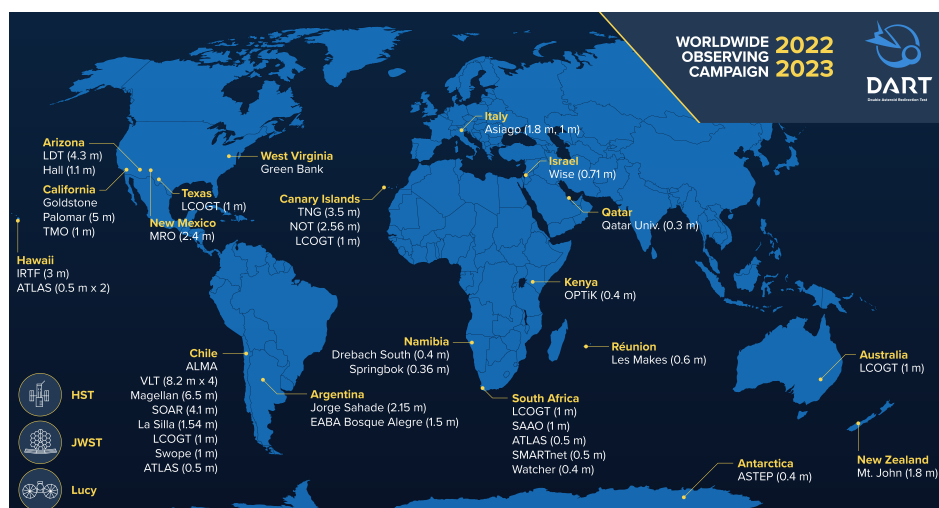 WORLDWIDE
OBSERVING
CAMPAIGN
2022
2023
DART
Double Asteroid Redirection Test
Arizona
LDT (4.3 m)
Hall (1.1 m)
California
Goldstone
Palomar (5 m)
TMO (1 m)
Hawaii
IRTF (3 m)
ATLAS (0.5 m x 2)
Texas
LCOGT (1 m)
New Mexico
MRO (2.4 m)
West Virginia
Green Bank
Canary Islands
TNG (3.5 m)
NOT (2.56 m)
LCOGT (1 m)
Italy
Asiago (1.8 m, 1 m)
Israel
Wise (0.71 m)
Qatar
Qatar Univ. (0.3 m)
Kenya
OPTiK (0.4 m)
Namibia
Drebach South (0.4 m)
Springbok (0.36 m)
Réunion
Les Makes (0.6 m)
Chile
ALMA
VLT (8.2 m x 4)
Magellan (6.5 m)
SOAR (4.1 m)
La Silla (1.54 m)
LCOGT (1 m)
Swope (1 m)
ATLAS (0.5 m)
Argentina
Jorge Sahade (2.15 m)
EABA Bosque Alegre (1.5 m)
South Africa
LCOGT (1 m)
SAAO (1 m)
ATLAS (0.5 m)
SMARTnet (0.5 m)
Watcher (0.4 m)
Australia
LCOGT (1 m)
New Zealand
Mt. John (1.8 m)
Antarctica
ASTEP (0.4 m)
HST
JWST
Lucy